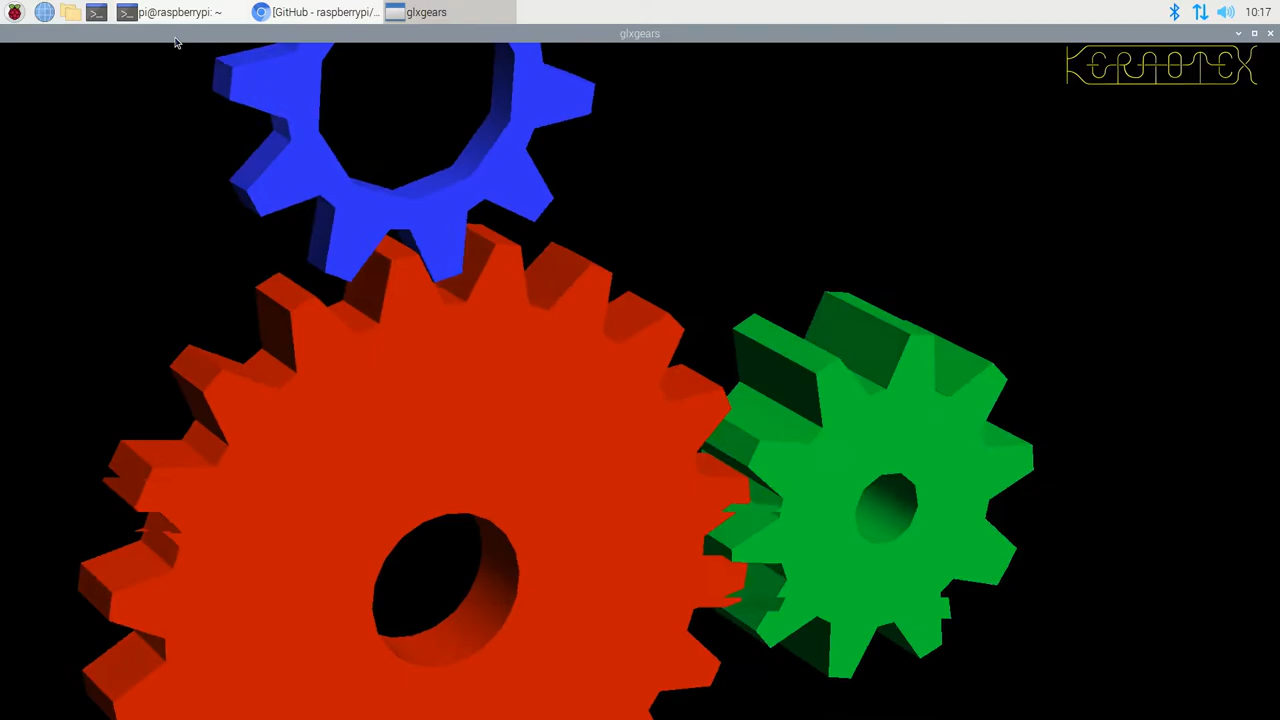 pi@raspberrypi: ~
[GitHub - raspberrypi/...
glxgears
10:17
glxgears
KERAOTEX